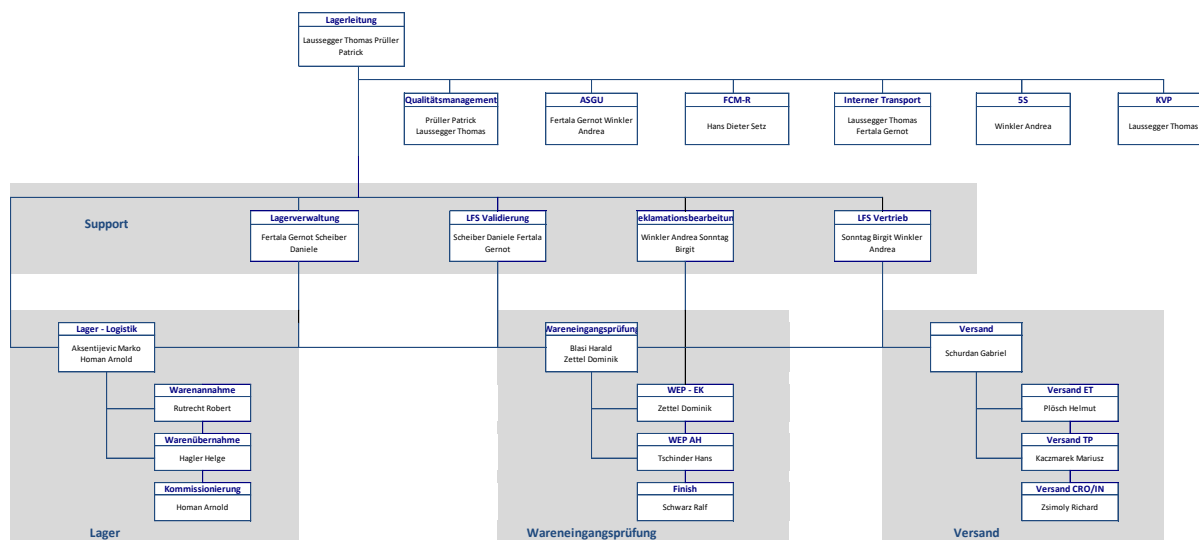 Lagerleitung
Laussegger Thomas Prüller
Patrick
Qualitätsmanagement
Prüller Patrick
Laussegger Thomas
ASGU
Fertala Gernot Winkler
Andrea
FCM-R
Hans Dieter Setz
Interner Transport
Laussegger Thomas
Fertala Gernot
5S
Winkler Andrea
KVP
Laussegger Thomas
Support
Lagerverwaltung
Fertala Gernot Scheiber
Daniele
LFS Validierung
Scheiber Daniele Fertala
Gernot
eklamationsbearbeitun
Winkler Andrea Sonntag
Birgit
LFS Vertrieb
Sonntag Birgit Winkler
Andrea
Lager - Logistik
Aksentijevic Marko
Homan Arnold
Warenannahme
Rutrecht Robert
Warenübernahme
Hagler Helge
Kommissionierung
Homan Arnold
Lager
Wareneingangsprüfung
Blasi Harald
Zettel Dominik
WEP - EK
Zettel Dominik
WEP AH
Tschinder Hans
Finish
Schwarz Ralf
Wareneingangsprüfung
Versand
Schurdan Gabriel
Versand ET
Plösch Helmut
Versand TP
Kaczmarek Mariusz
Versand CRO/IN
Zsimoly Richard
Versand